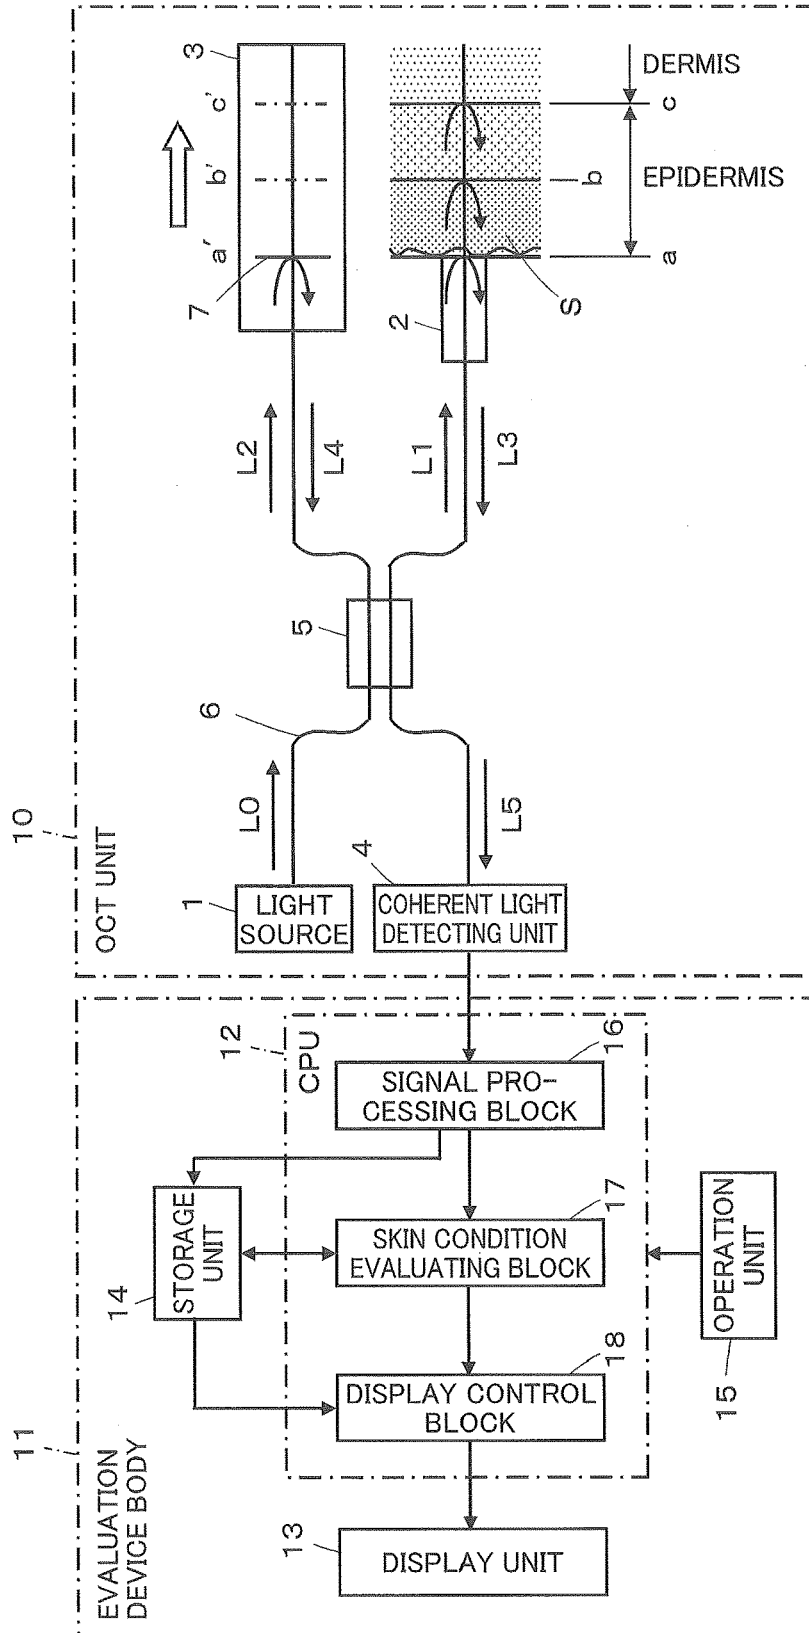 10
OCT UNIT
1
LIGHT
SOURCE
L0
6
5
L2
L4
7
a'
b'
c'
3
4
COHERENT LIGHT
DETECTING UNIT
L5
L1
L3
2
S
a
b
c
EPIDERMIS
DERMIS
11
EVALUATION
DEVICE BODY
12
CPU
16
SIGNAL PRO-
CESSING BLOCK
14
STORAGE
UNIT
17
SKIN CONDITION
EVALUATING BLOCK
15
OPERATION
UNIT
18
DISPLAY CONTROL
BLOCK
13
DISPLAY UNIT